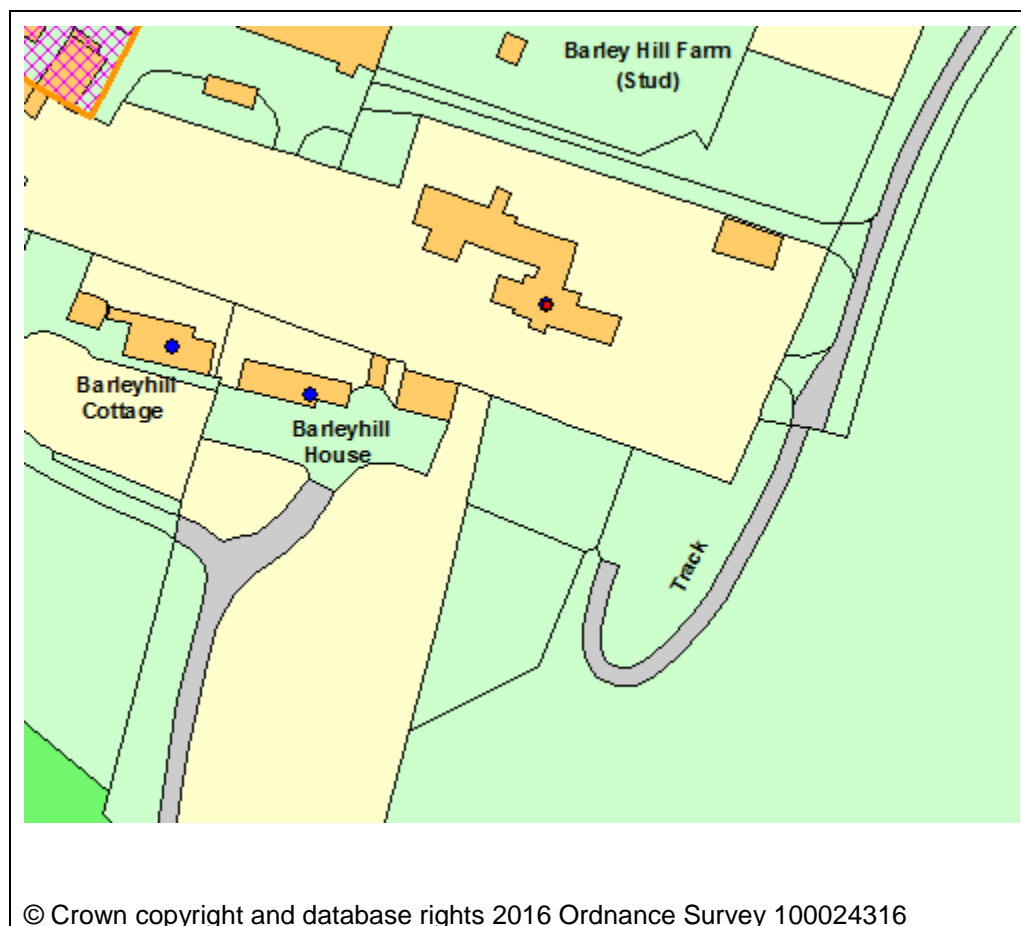 Barley Hill Farm
(Stud)
Barleyhill
Cottage
Barleyhill
House
Track
© Crown copyright and database rights 2016 Ordnance Survey 100024316